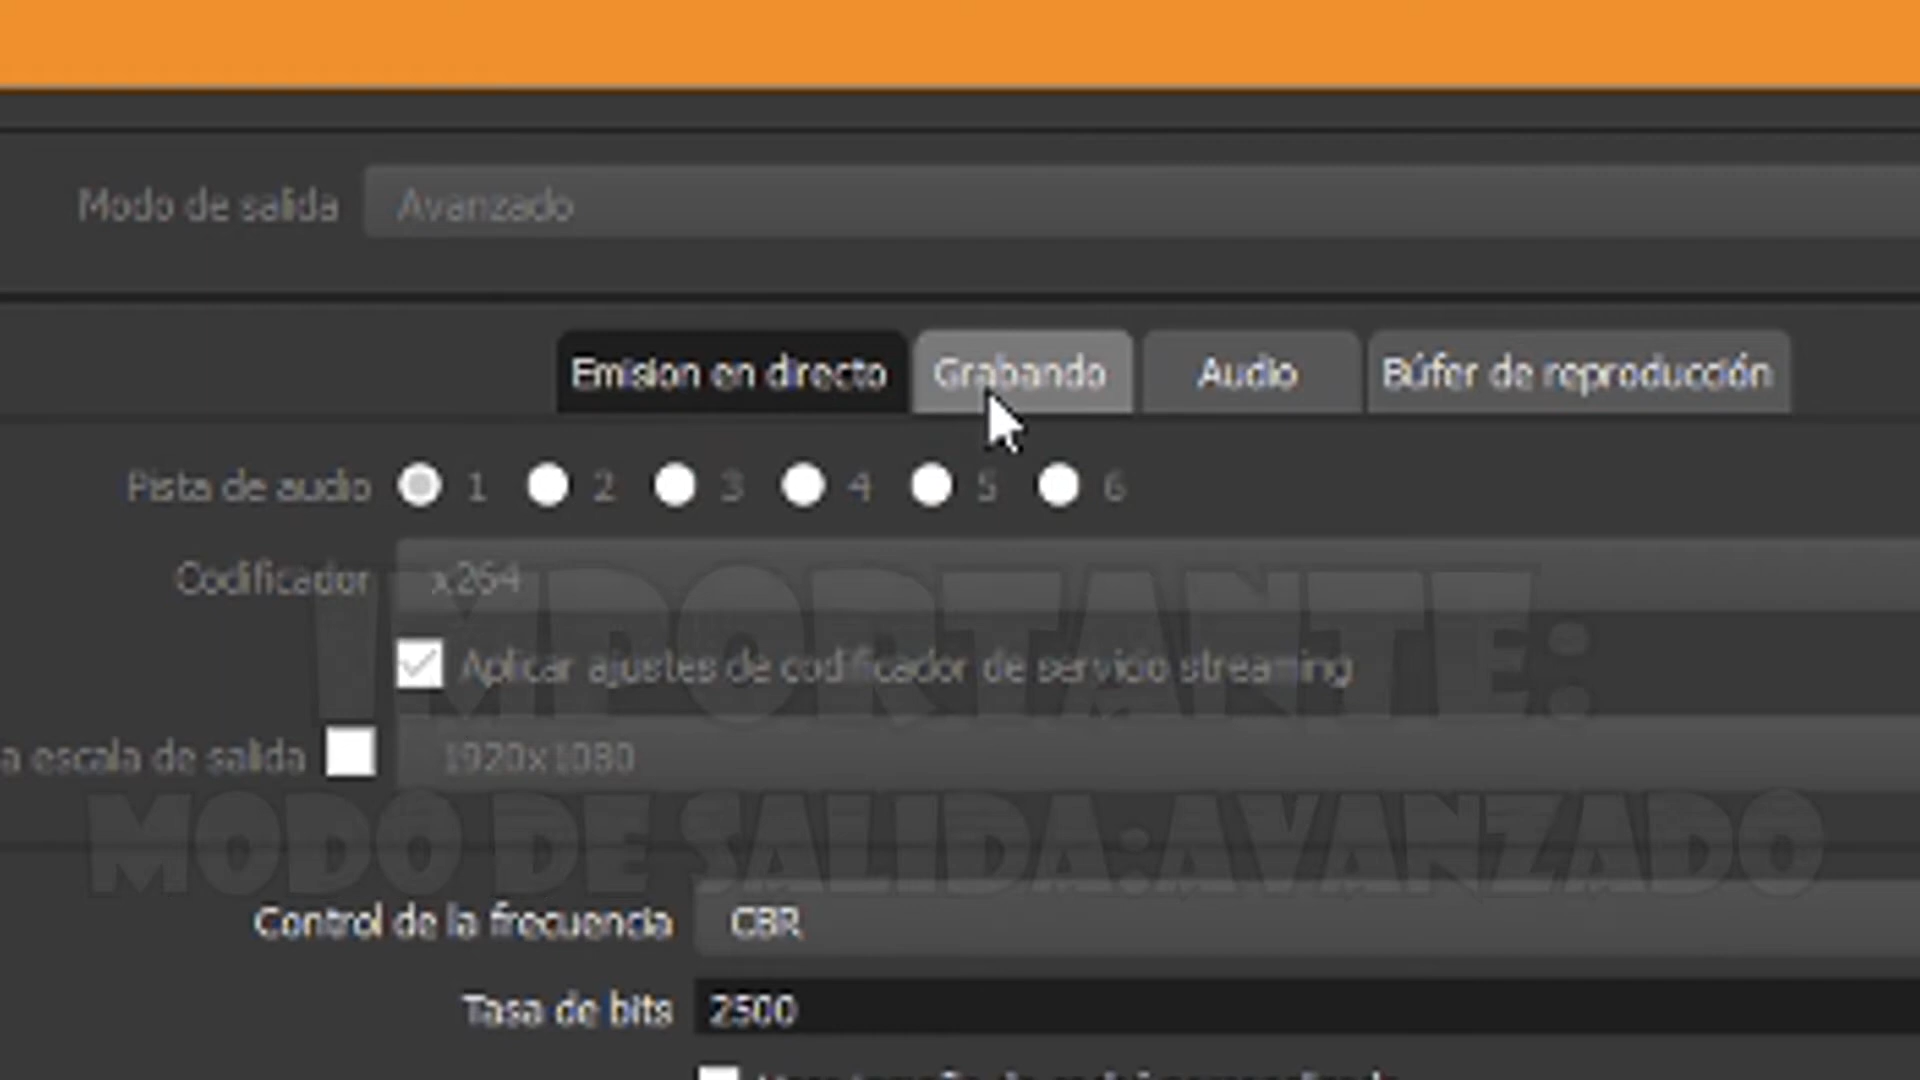 Modo de salida Avanzado
Emision en directo Grabando Audio Búfer de reproducción
Pista de audio 1 2 3 4 5 6
Codificador x264
IMPORTANTE:
Aplicar ajustes de codificador de servicio streaming
a escala de salida 1920x1080
MODO DE SALIDA:AVANZADO
Control de la frecuencia CBR
Tasa de bits 2500